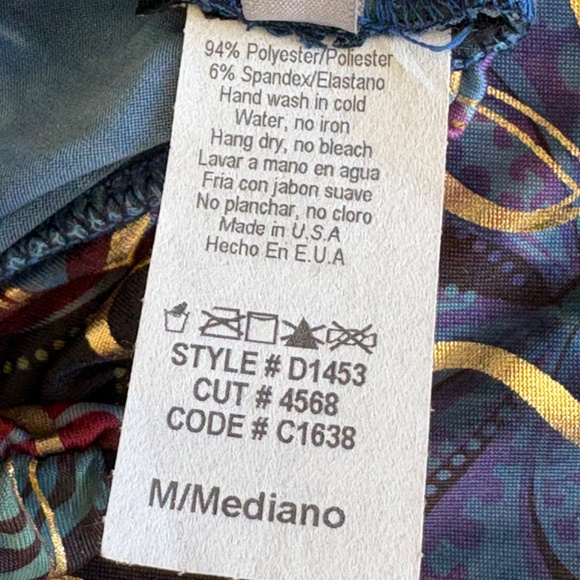 94% Polyester/Poliester
6% Spandex/Elastano
Hand wash in cold
Water, no iron
Hang dry, no bleach
Lavar a mano en agua
Fria con jabon suave
No planchar, no cloro
Made in U.S.A
Hecho En E.U.A
STYLE # D1453
CUT # 4568
CODE # C1638
M/Mediano